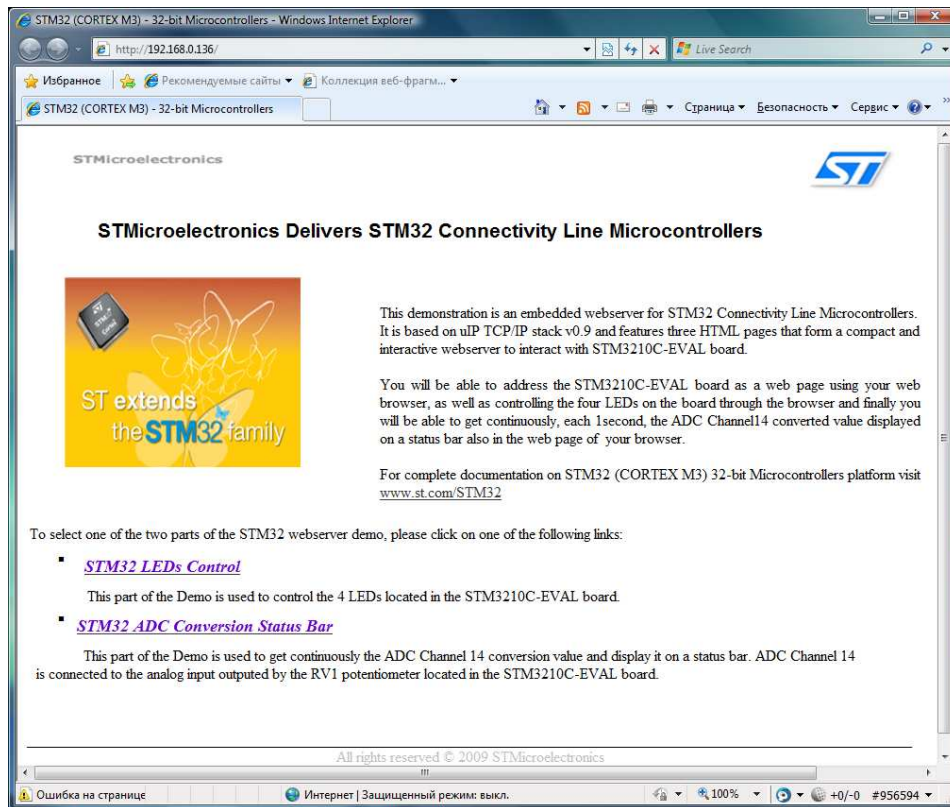 STM32 (CORTEX M3) - 32-bit Microcontrollers - Windows Internet Explorer
http://192.168.0.136/
Live Search
Избранное
Рекомендуемые сайты
Коллекция веб-фрагм...
STM32 (CORTEX M3) - 32-bit Microcontrollers
Страница
Безопасность
Сервис
STMicroelectronics
ST
STMicroelectronics Delivers STM32 Connectivity Line Microcontrollers
ST extends
the STM32 family
This demonstration is an embedded webserver for STM32 Connectivity Line Microcontrollers.
It is based on uIP TCP/IP stack v0.9 and features three HTML pages that form a compact and
interactive webserver to interact with STM3210C-EVAL board.
You will be able to address the STM3210C-EVAL board as a web page using your web
browser, as well as controlling the four LEDs on the board through the browser and finally you
will be able to get continuously, each 1second, the ADC Channel14 converted value displayed
on a status bar also in the web page of your browser.
For complete documentation on STM32 (CORTEX M3) 32-bit Microcontrollers platform visit
www.st.com/STM32
To select one of the two parts of the STM32 webserver demo, please click on one of the following links:
STM32 LEDs Control
This part of the Demo is used to control the 4 LEDs located in the STM3210C-EVAL board.
STM32 ADC Conversion Status Bar
This part of the Demo is used to get continuously the ADC Channel 14 conversion value and display it on a status bar. ADC Channel 14
is connected to the analog input outputed by the RV1 potentiometer located in the STM3210C-EVAL board.
All rights reserved © 2009 STMicroelectronics
Ошибка на странице
Интернет | Защищенный режим: выкл.
100%
+0/-0
#956594